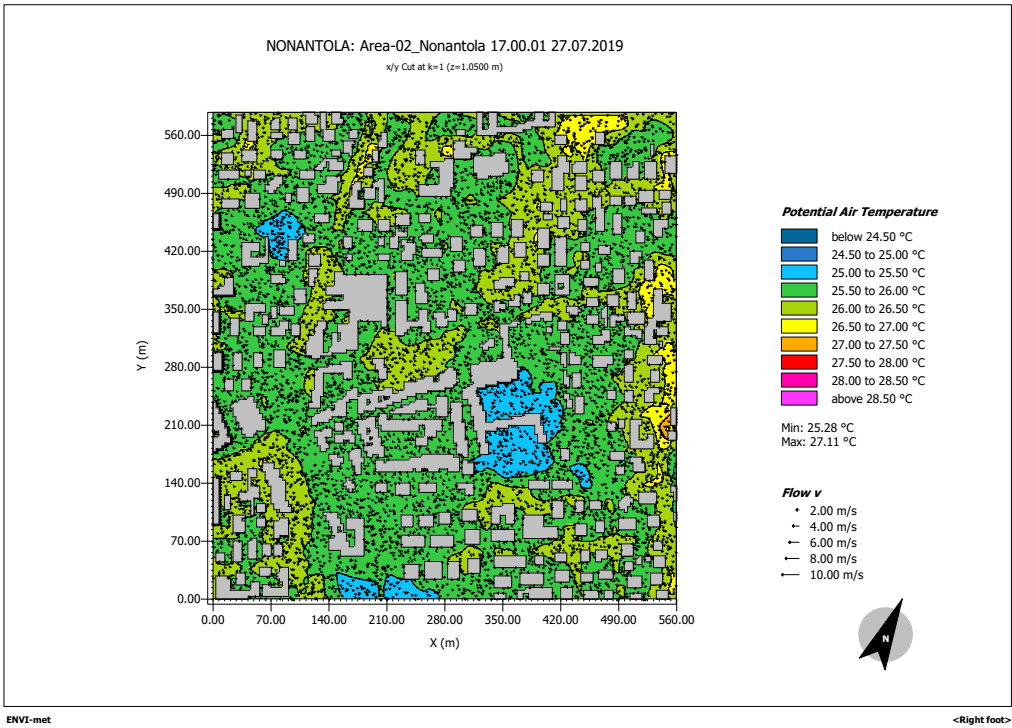 NONANTOLA: Area-02_Nonantola 17.00.01 27.07.2019
x/y Cut at k=1 (z=1.0500 m)
560.00
490.00
420.00
350.00
280.00
210.00
140.00
70.00
0.00
Y (m)
0.00 70.00 140.00 210.00 280.00 350.00 420.00 490.00 560.00
X (m)
Potential Air Temperature
below 24.50 °C
24.50 to 25.00 °C
25.00 to 25.50 °C
25.50 to 26.00 °C
26.00 to 26.50 °C
26.50 to 27.00 °C
27.00 to 27.50 °C
27.50 to 28.00 °C
28.00 to 28.50 °C
above 28.50 °C
Min: 25.28 °C
Max: 27.11 °C
Flow v
2.00 m/s
4.00 m/s
6.00 m/s
8.00 m/s
10.00 m/s
N
ENVI-met
<Right foot>